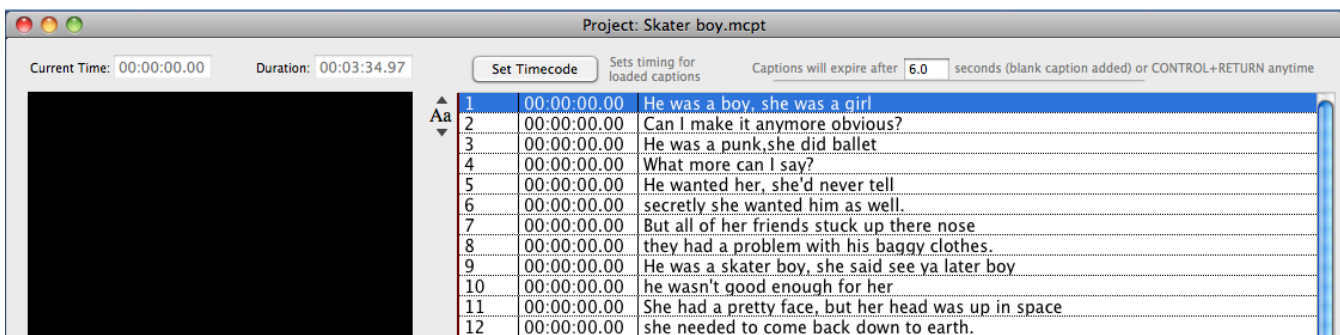 Project: Skater boy.mcpt
Current Time: 00:00:00.00 Duration: 00:03:34.97 Set Timecode Sets timing for loaded captions Captions will expire after 6.0 seconds (blank caption added) or CONTROL+RETURN anytime
Aa
1 00:00:00.00 He was a boy, she was a girl
2 00:00:00.00 Can I make it anymore obvious?
3 00:00:00.00 He was a punk,she did ballet
4 00:00:00.00 What more can I say?
5 00:00:00.00 He wanted her, she'd never tell
6 00:00:00.00 secretly she wanted him as well.
7 00:00:00.00 But all of her friends stuck up there nose
8 00:00:00.00 they had a problem with his baggy clothes.
9 00:00:00.00 He was a skater boy, she said see ya later boy
10 00:00:00.00 he wasn't good enough for her
11 00:00:00.00 She had a pretty face, but her head was up in space
12 00:00:00.00 she needed to come back down to earth.